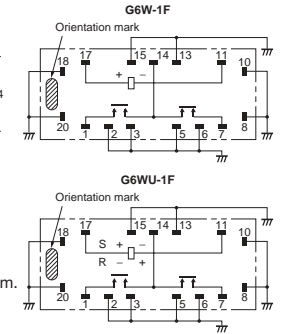 G6W-1F
Orientation mark
17 15 14 13 11
18 10
+ −
20 8
1 2 3 5 6 7
G6WU-1F
Orientation mark
17 15 14 13 11
18 10
S + −
R − +
20 8
1 2 3 5 6 7
4
m.